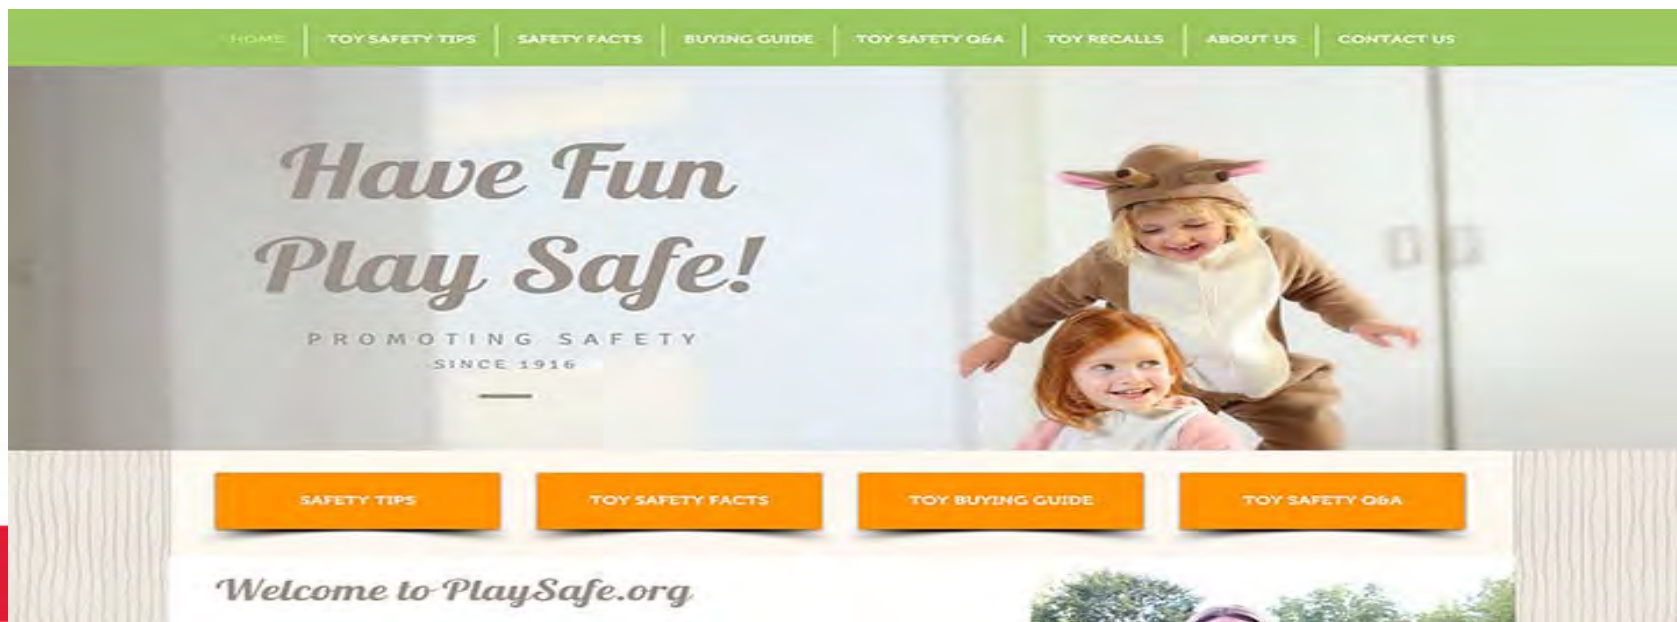 HOME TOY SAFETY TIPS SAFETY FACTS BUYING GUIDE TOY SAFETY Q&A TOY RECALLS ABOUT US CONTACT US
Have Fun
Play Safe!
PROMOTING SAFETY
SINCE 1916
SAFETY TIPS TOY SAFETY FACTS TOY BUYING GUIDE TOY SAFETY Q&A
Welcome to PlaySafe.org